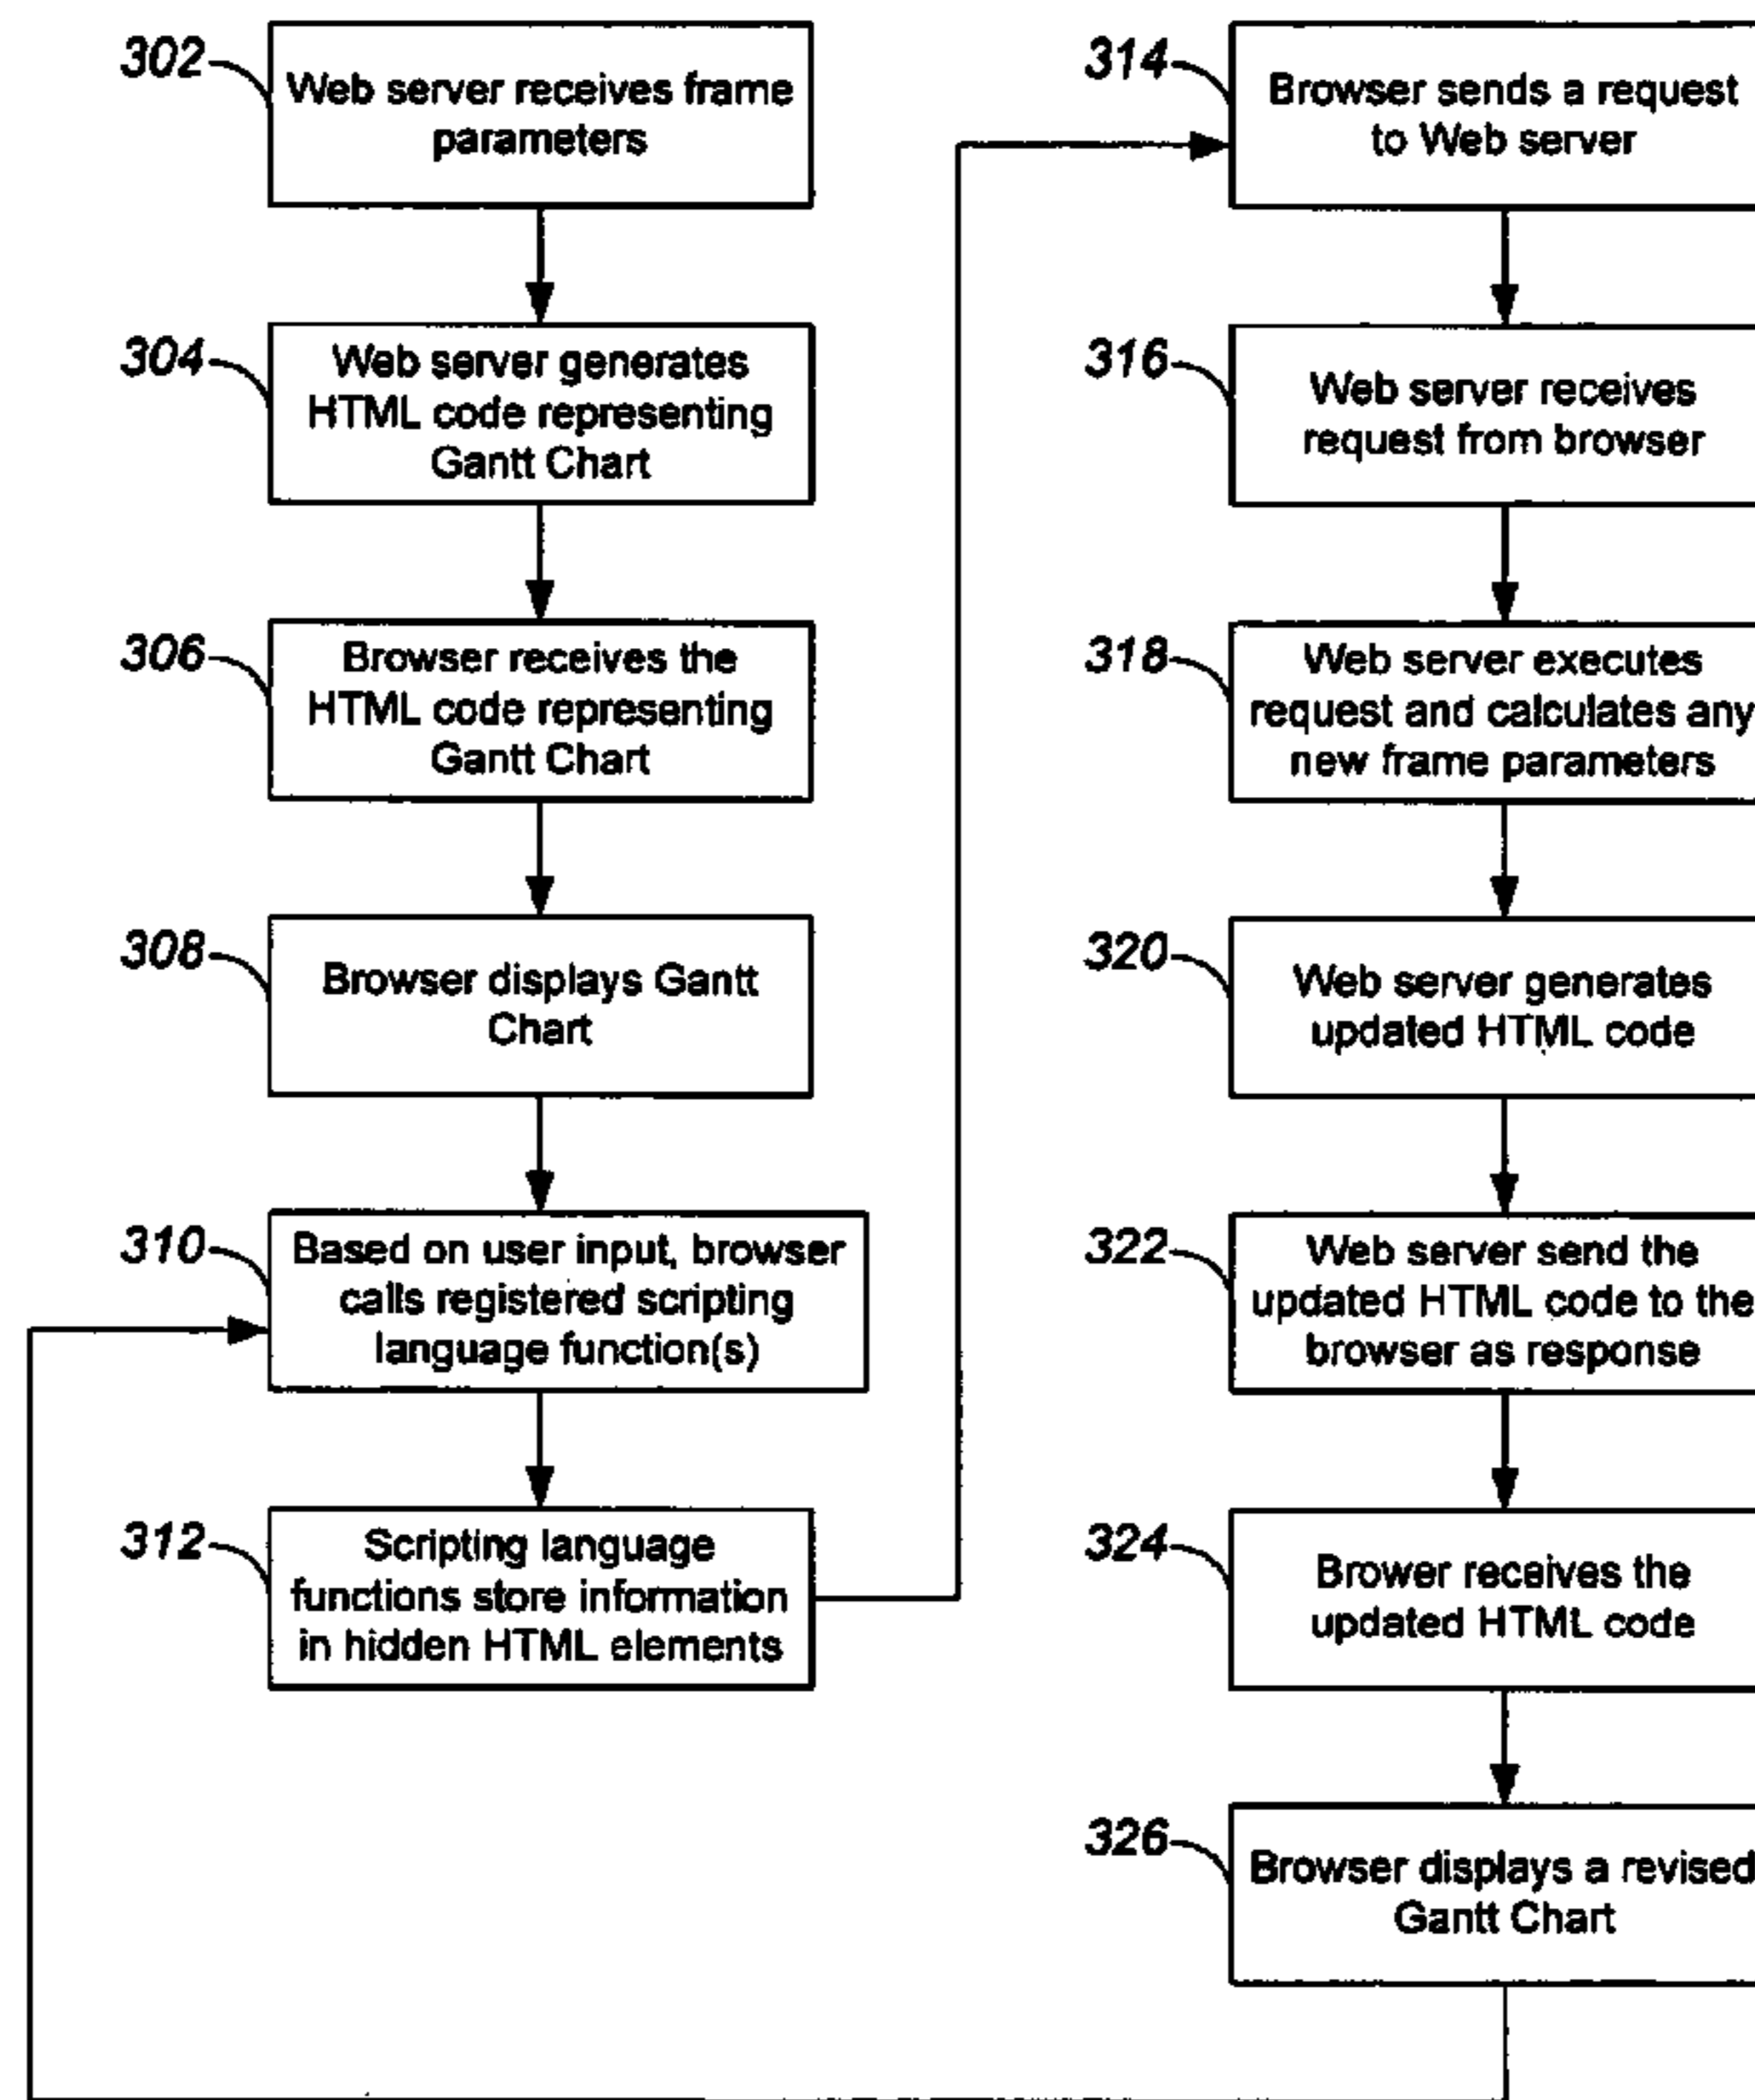 302
Web server receives frame
parameters
304
Web server generates
HTML code representing
Gantt Chart
306
Browser receives the
HTML code representing
Gantt Chart
308
Browser displays Gantt
Chart
310
Based on user input, browser
calls registered scripting
language function(s)
312
Scripting language
functions store information
in hidden HTML elements
314
Browser sends a request
to Web server
316
Web server receives
request from browser
318
Web server executes
request and calculates any
new frame parameters
320
Web server generates
updated HTML code
322
Web server send the
updated HTML code to the
browser as response
324
Brower receives the
updated HTML code
326
Browser displays a revised
Gantt Chart